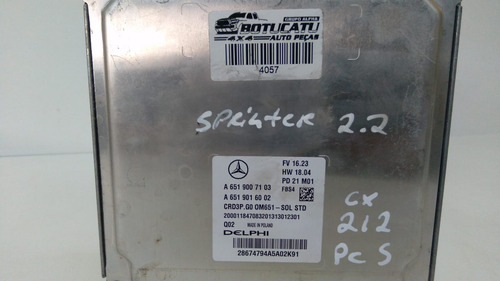 GRUPO ALPHA
BOTUCATU
4X4 AUTO PEÇAS
4057
SPRinteR 2.2
FV 16.23
HW 18.04
PD 21 M01
FBS4
A 651 900 71 03
A 651 901 60 02
CRD3P.G0 OM651-SOL STD
200011847083201313012301
Q02 MADE IN POLAND
DELPHI
28674794A5A02K91
CX
212
Pc S